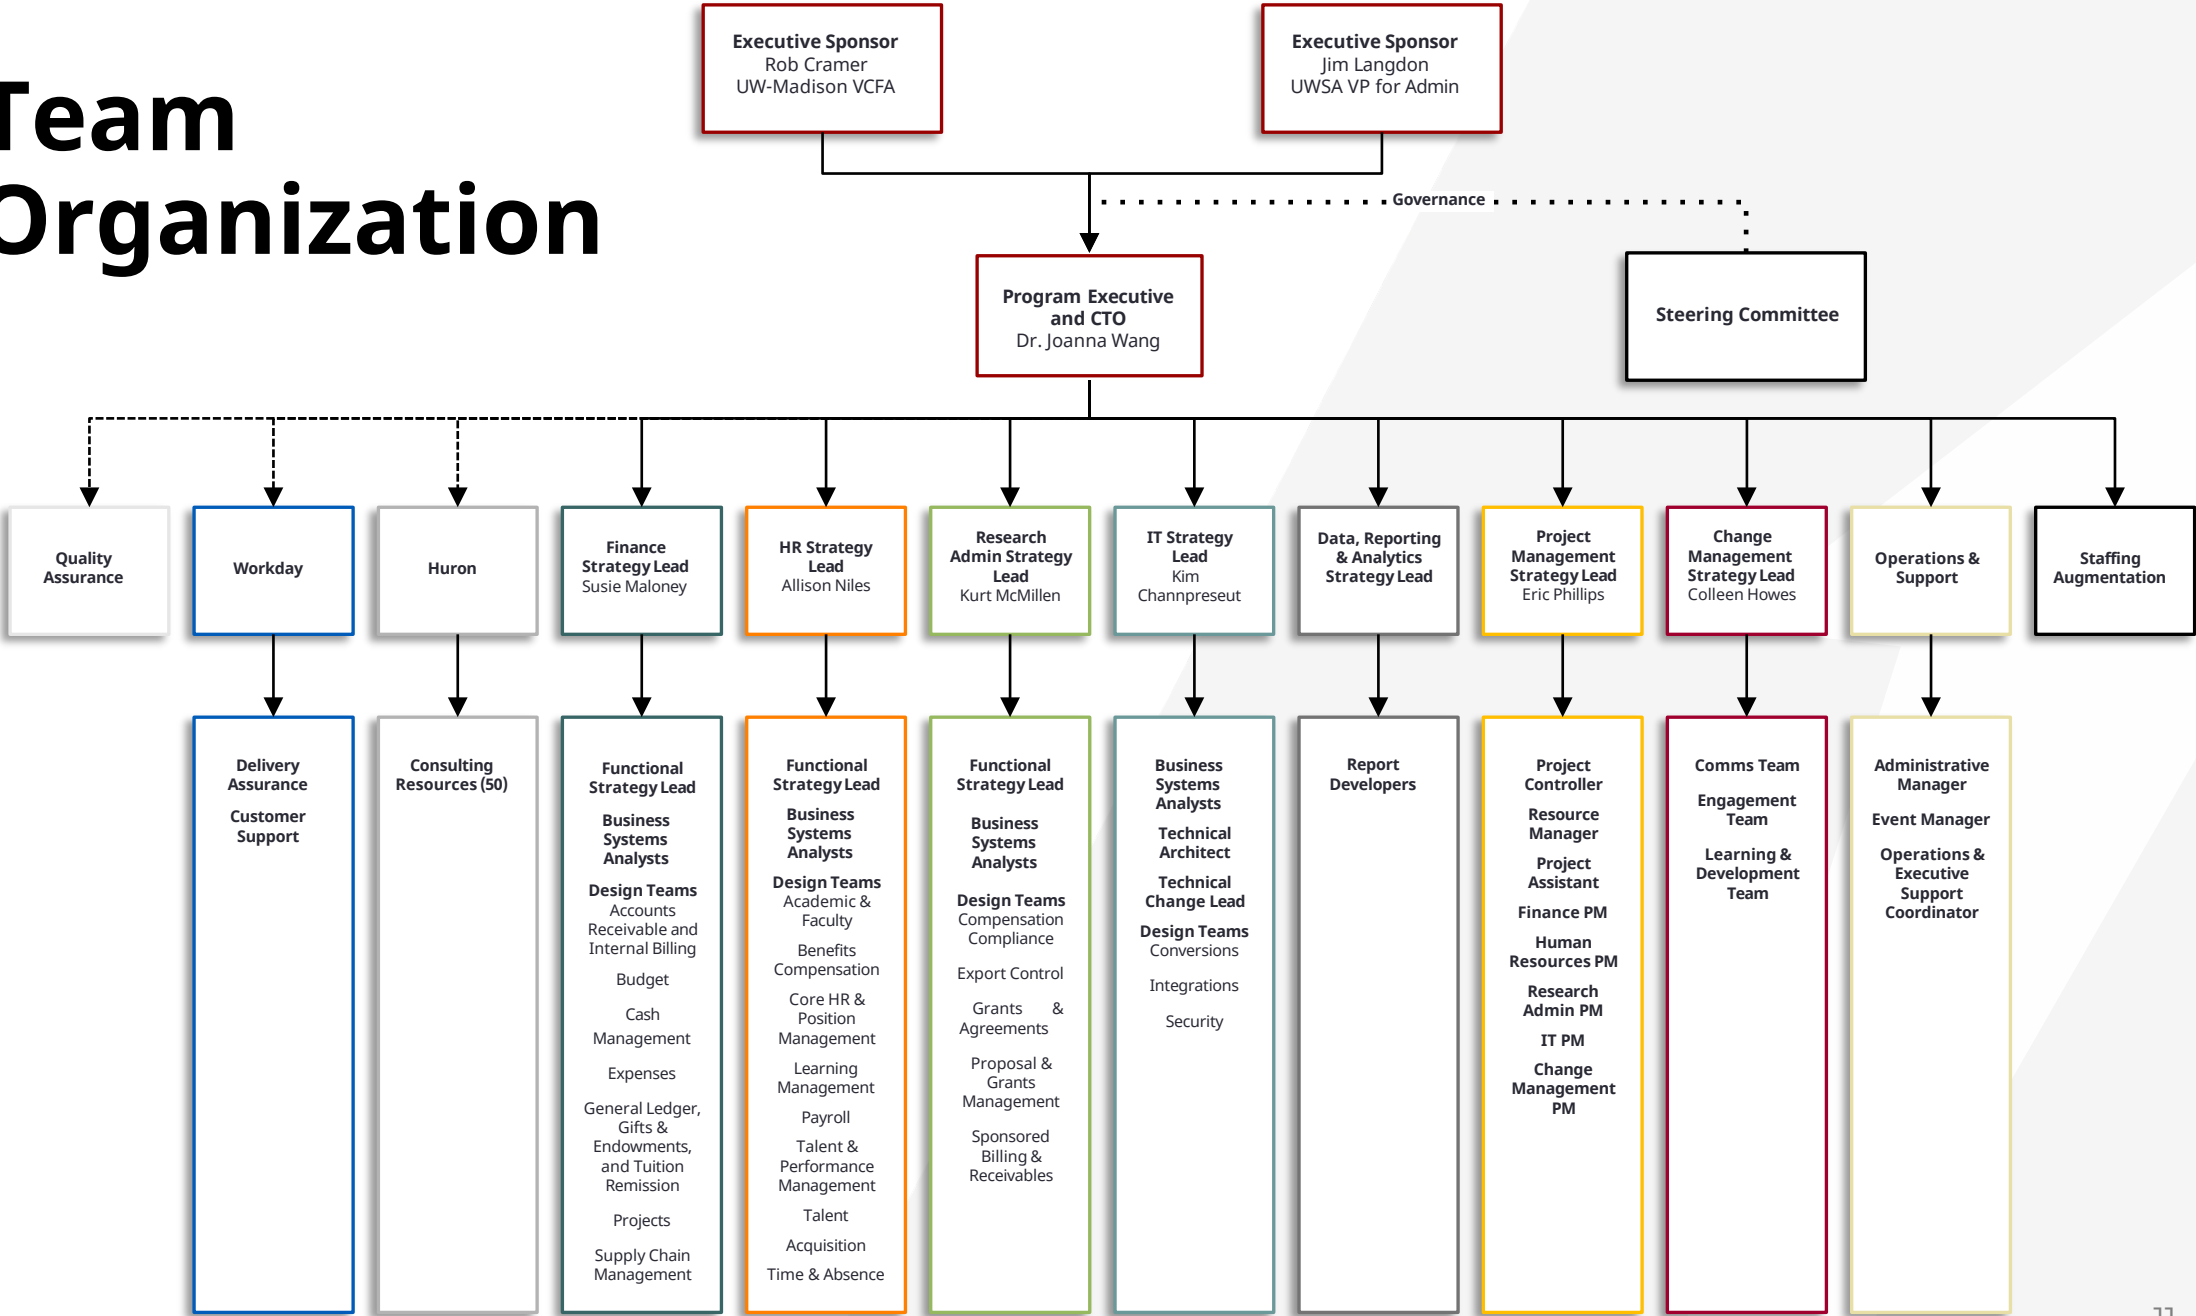 Team
Organization
Executive Sponsor
Rob Cramer
UW-Madison VCFA
Executive Sponsor
Jim Langdon
UWSA VP for Admin
Governance
Program Executive
and CTO
Dr. Joanna Wang
Steering Committee
Quality
Assurance
Workday
Huron
Finance
Strategy Lead
Susie Maloney
HR Strategy
Lead
Allison Niles
Research
Admin Strategy
Lead
Kurt McMillen
IT Strategy
Lead
Kim
Channpreseut
Data, Reporting
& Analytics
Strategy Lead
Project
Management
Strategy Lead
Eric Phillips
Change
Management
Strategy Lead
Colleen Howes
Operations &
Support
Staffing
Augmentation
Delivery
Assurance
Customer
Support
Consulting
Resources (50)
Functional
Strategy Lead
Business
Systems
Analysts
Design Teams
Accounts
Receivable and
Internal Billing
Budget
Cash
Management
Expenses
General Ledger,
Gifts &
Endowments,
and Tuition
Remission
Projects
Supply Chain
Management
Functional
Strategy Lead
Business
Systems
Analysts
Design Teams
Academic &
Faculty
Benefits
Compensation
Core HR &
Position
Management
Learning
Management
Payroll
Talent &
Performance
Management
Talent
Acquisition
Time & Absence
Functional
Strategy Lead
Business
Systems
Analysts
Design Teams
Compensation
Compliance
Export Control
Grants &
Agreements
Proposal &
Grants
Management
Sponsored
Billing &
Receivables
Business
Systems
Analysts
Technical
Architect
Technical
Change Lead
Design Teams
Conversions
Integrations
Security
Report
Developers
Project
Controller
Resource
Manager
Project
Assistant
Finance PM
Human
Resources PM
Research
Admin PM
IT PM
Change
Management
PM
Comms Team
Engagement
Team
Learning &
Development
Team
Administrative
Manager
Event Manager
Operations &
Executive
Support
Coordinator